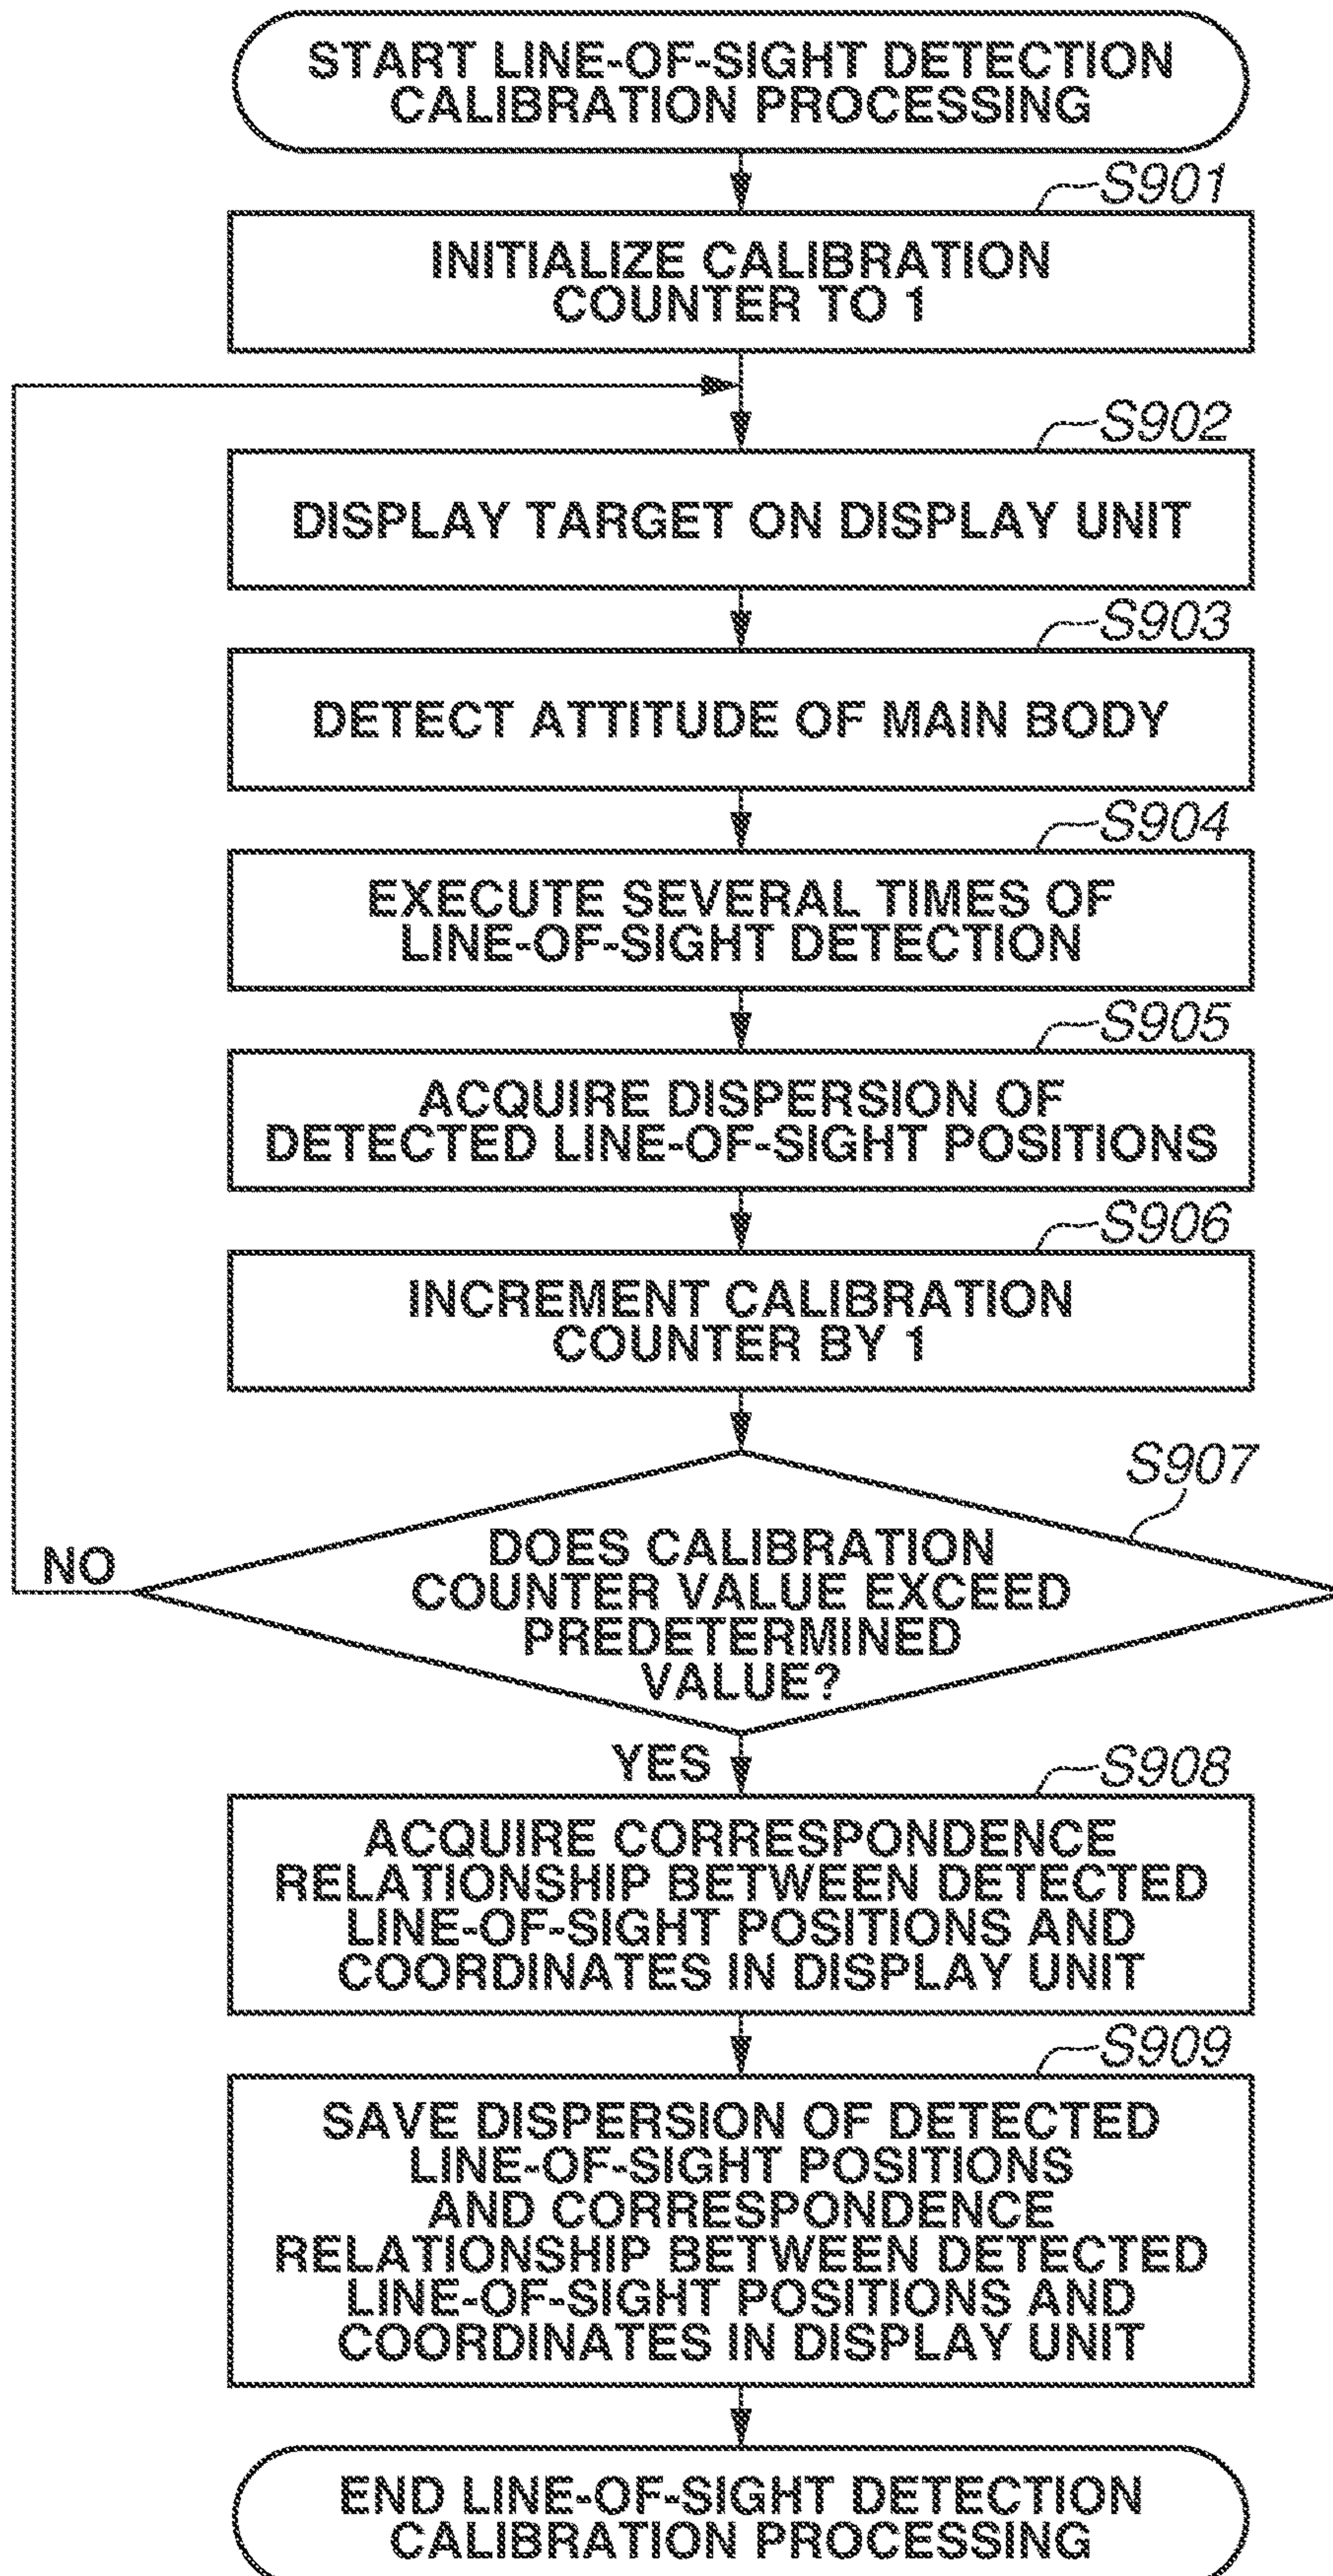 START LINE-OF-SIGHT DETECTION
CALIBRATION PROCESSING
S901
INITIALIZE CALIBRATION
COUNTER TO 1
S902
DISPLAY TARGET ON DISPLAY UNIT
S903
DETECT ATTITUDE OF MAIN BODY
S904
EXECUTE SEVERAL TIMES OF
LINE-OF-SIGHT DETECTION
S905
ACQUIRE DISPERSION OF
DETECTED LINE-OF-SIGHT POSITIONS
S906
INCREMENT CALIBRATION
COUNTER BY 1
S907
DOES CALIBRATION
COUNTER VALUE EXCEED
PREDETERMINED
VALUE?
NO
YES
S908
ACQUIRE CORRESPONDENCE
RELATIONSHIP BETWEEN DETECTED
LINE-OF-SIGHT POSITIONS AND
COORDINATES IN DISPLAY UNIT
S909
SAVE DISPERSION OF DETECTED
LINE-OF-SIGHT POSITIONS
AND CORRESPONDENCE
RELATIONSHIP BETWEEN DETECTED
LINE-OF-SIGHT POSITIONS AND
COORDINATES IN DISPLAY UNIT
END LINE-OF-SIGHT DETECTION
CALIBRATION PROCESSING